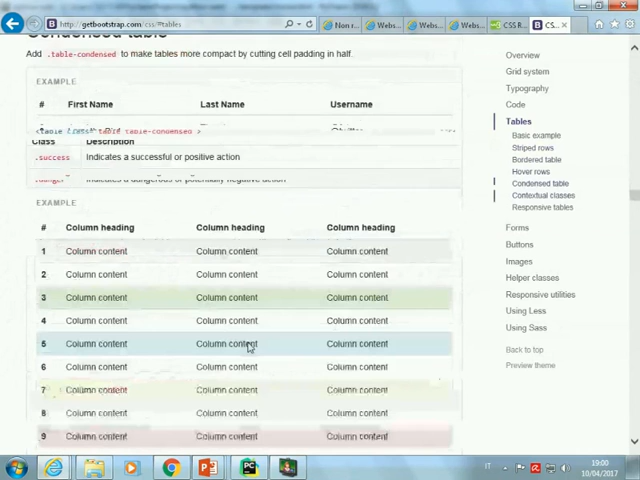 http://getbootstrap.com/css/#tables
Non r...
Webs...
Webs...
Webs...
CSS R...
CSS...
Condensed table
Add .table-condensed to make tables more compact by cutting cell padding in half.
EXAMPLE
# First Name Last Name Username
<table class="table table-condensed">
Class Description
.success Indicates a successful or positive action
.danger Indicates a dangerous or potentially negative action
EXAMPLE
# Column heading Column heading Column heading
1 Column content Column content Column content
2 Column content Column content Column content
3 Column content Column content Column content
4 Column content Column content Column content
5 Column content Column content Column content
6 Column content Column content Column content
7 Column content Column content Column content
8 Column content Column content Column content
9 Column content Column content Column content
Overview
Grid system
Typography
Code
Tables
Basic example
Striped rows
Bordered table
Hover rows
Condensed table
Contextual classes
Responsive tables
Forms
Buttons
Images
Helper classes
Responsive utilities
Using Less
Using Sass
Back to top
Preview theme
IT
19:00
10/04/2017